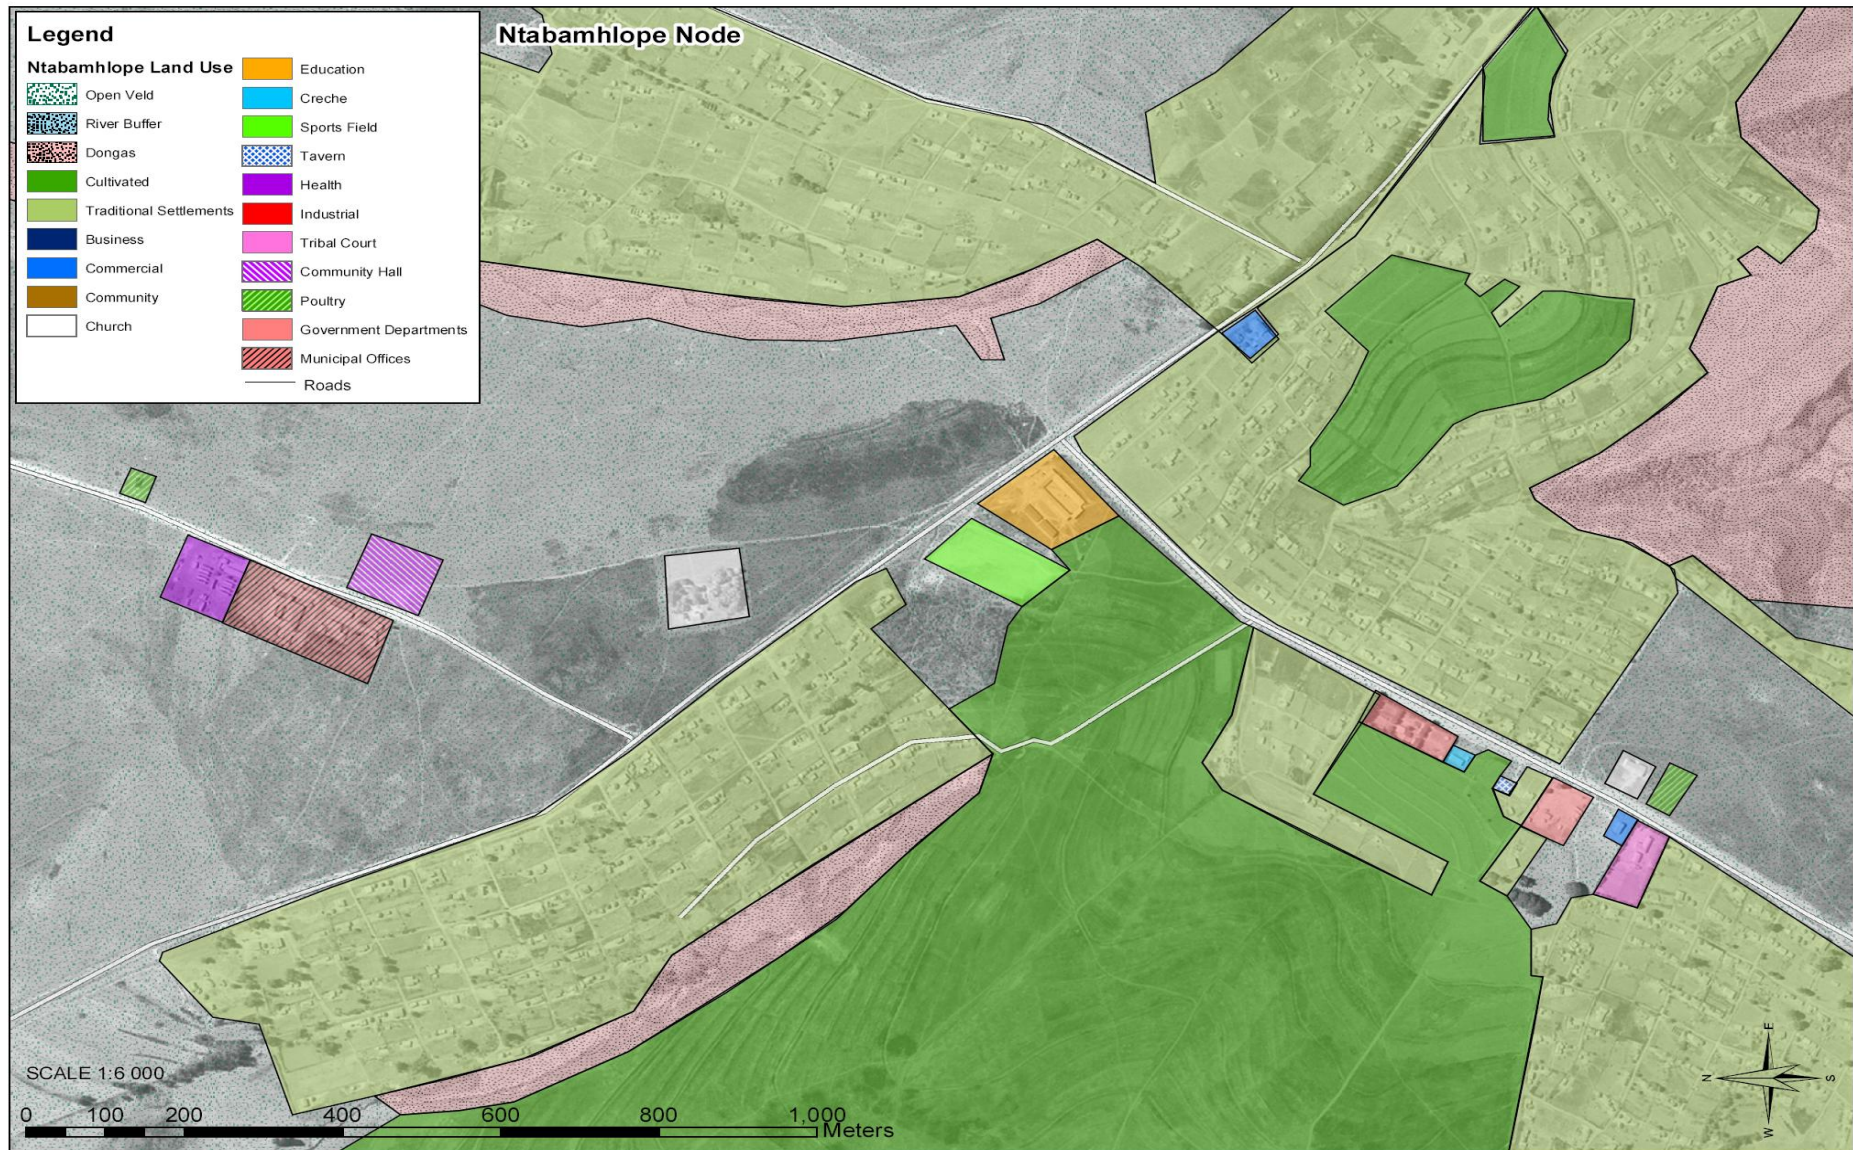 Legend
Ntabamhlope Node
Ntabamhlope Land Use
Open Veld
River Buffer
Dongas
Cultivated
Traditional Settlements
Business
Commercial
Community
Church
Education
Creche
Sports Field
Tavern
Health
Industrial
Tribal Court
Community Hall
Poultry
Government Departments
Municipal Offices
Roads
SCALE 1:6 000
0 100 200 400 600 800 1,000
Meters
E
N S
W